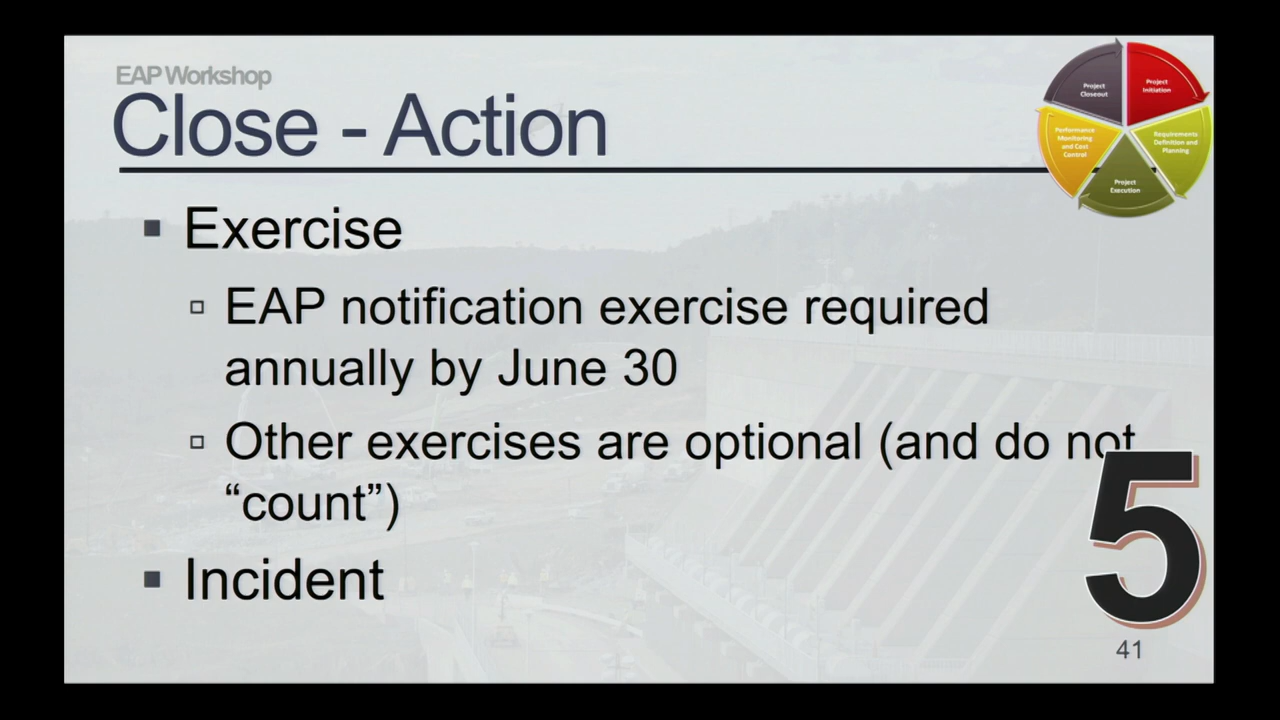 EAP Workshop
Close - Action
Project
Closeout
Project
Initiation
Performance
Monitoring
and Cost
Control
Requirements
Definition and
Planning
Project
Execution
▪ Exercise
▫ EAP notification exercise required
annually by June 30
▫ Other exercises are optional (and do not
“count”)
▪ Incident
5
41